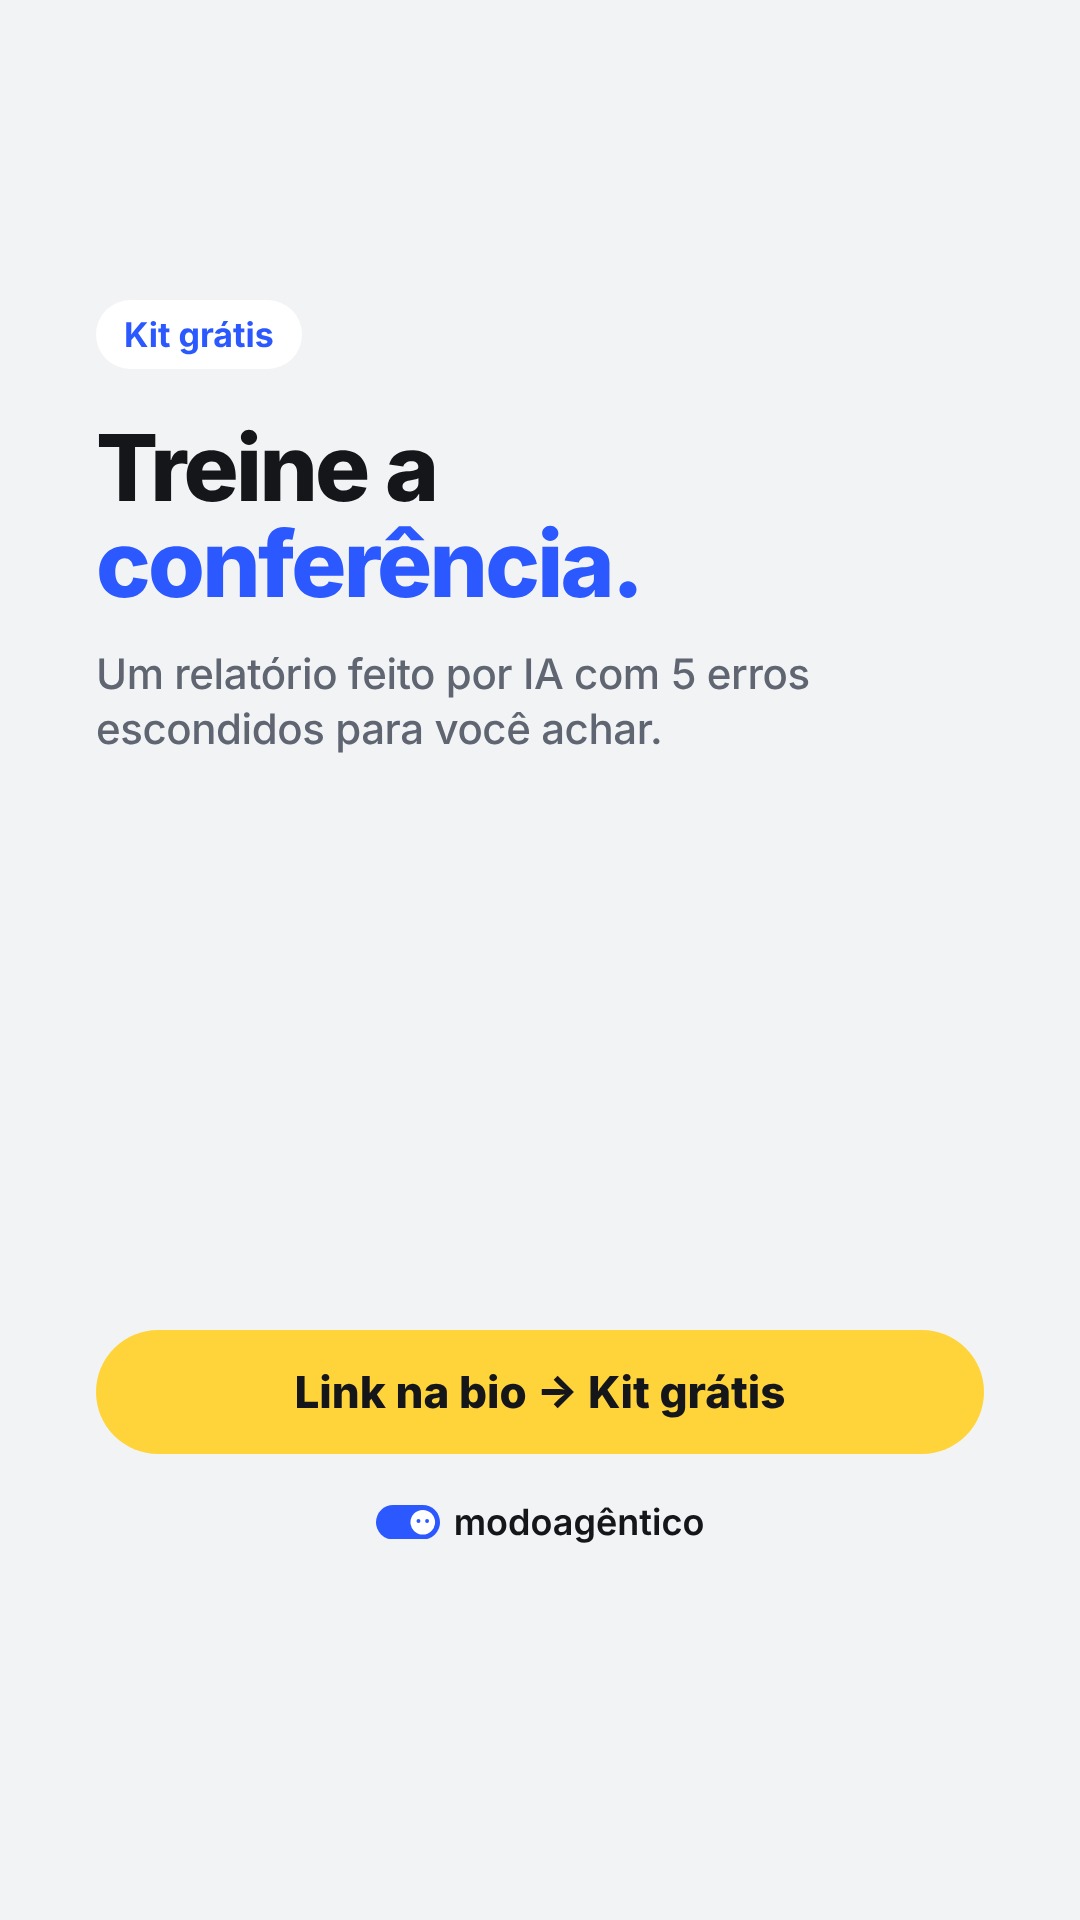 Kit grátis
Treine a
conferência.
Um relatório feito por IA com 5 erros
escondidos para você achar.
Link na bio → Kit grátis
modoagêntico